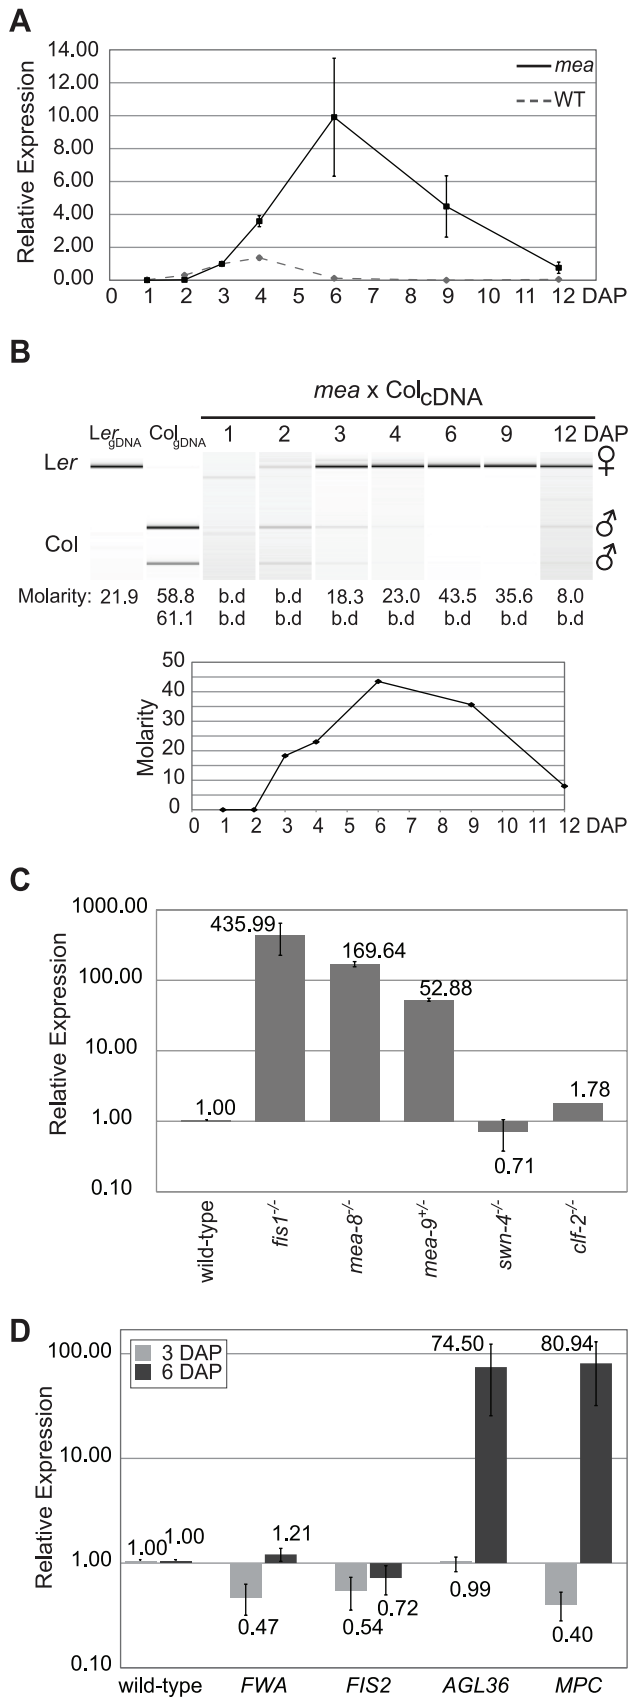 A
14.00
12.00
10.00
8.00
6.00
4.00
2.00
0.00
Relative Expression
mea
WT
0 1 2 3 4 5 6 7 8 9 10 11 12 DAP
B
mea x Col cDNA
Ler gDNA Col gDNA 1 2 3 4 6 9 12 DAP
Ler ♀
Col ♂
♂
Molarity: 21.9 58.8 b.d b.d 18.3 23.0 43.5 35.6 8.0
61.1 b.d b.d b.d b.d b.d b.d b.d
50
40
30
20
10
0
Molarity
0 1 2 3 4 5 6 7 8 9 10 11 12 DAP
C
1000.00
100.00
10.00
1.00
0.10
Relative Expression
1.00
435.99
169.64
52.88
0.71
1.78
wild-type
fis1-/-
mea-8-/-
mea-9+/-
swn-4-/-
clf-2-/-
D
3 DAP
6 DAP
100.00
10.00
1.00
0.10
Relative Expression
1.00 1.00
0.47 1.21
0.54 0.72
0.99 74.50
0.40 80.94
wild-type FWA FIS2 AGL36 MPC